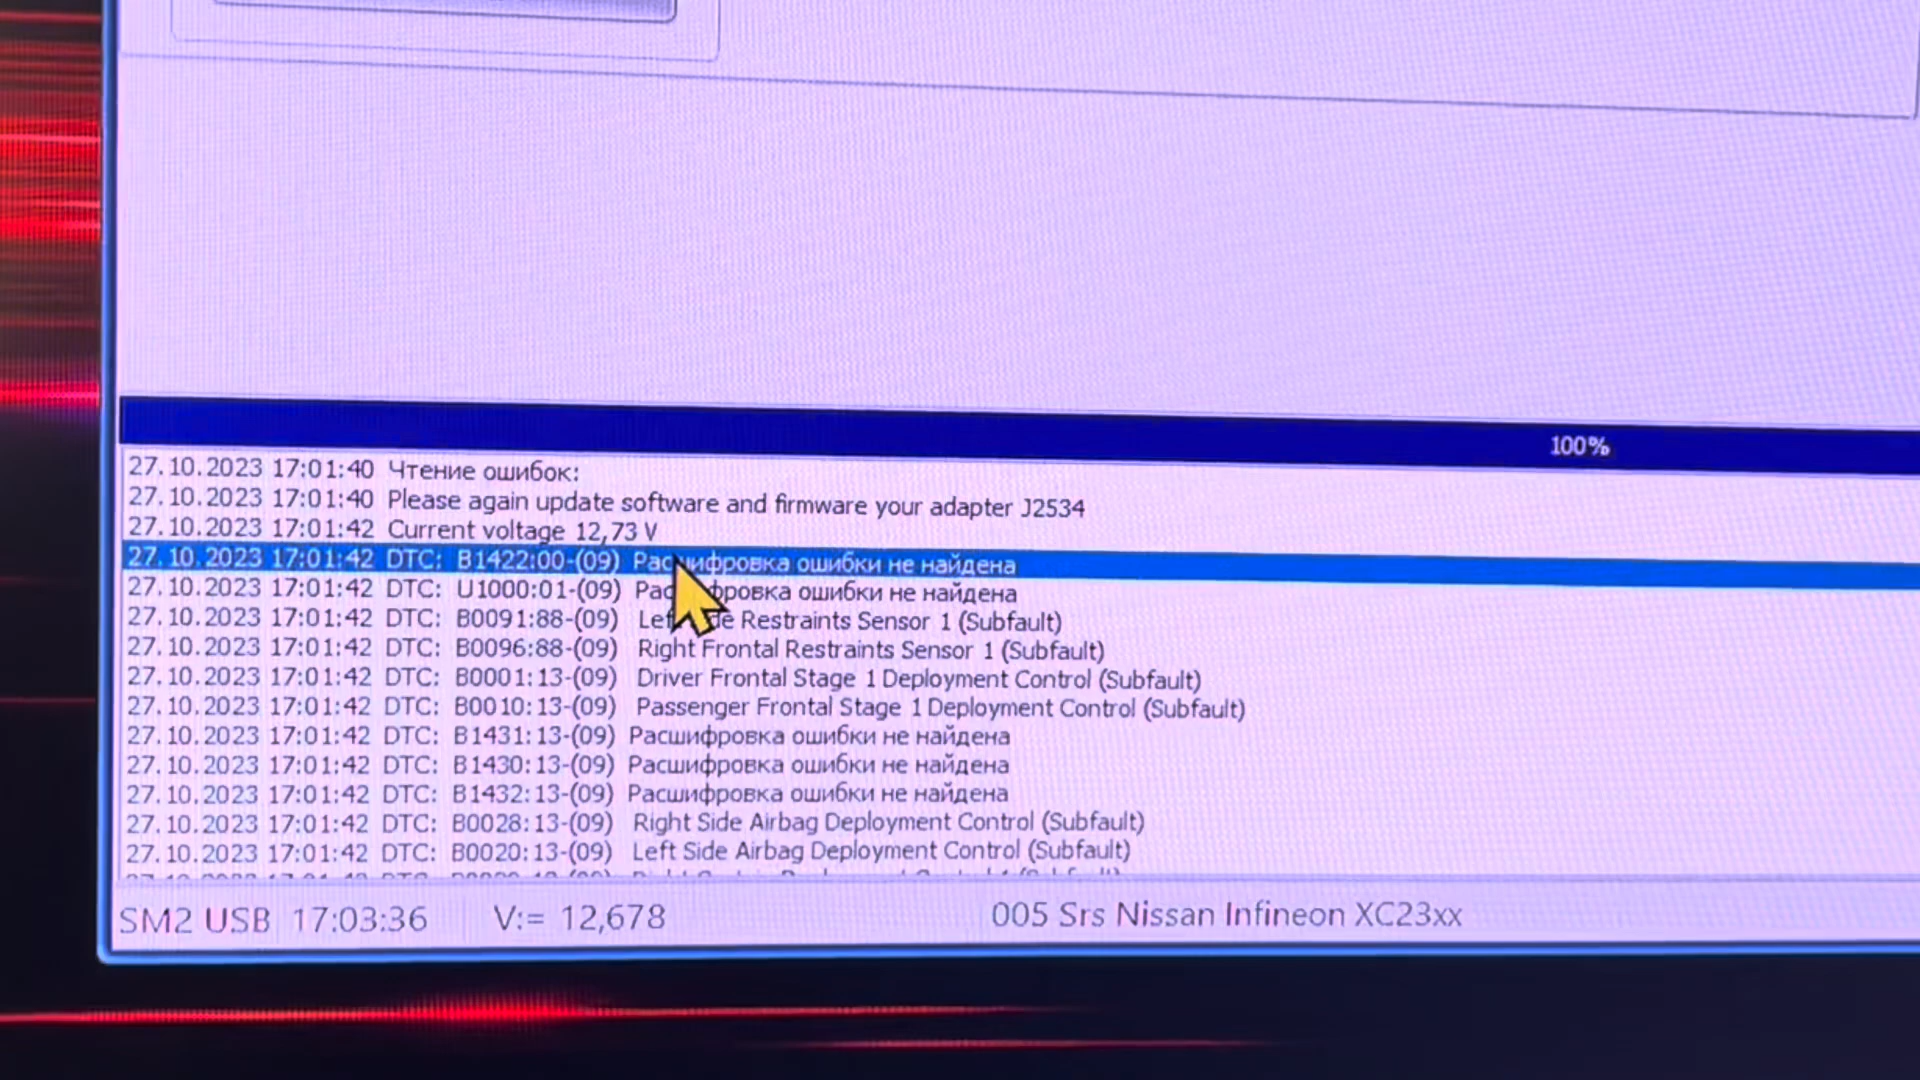 100%
27.10.2023 17:01:40 Чтение ошибок:
27.10.2023 17:01:40 Please again update software and firmware your adapter J2534
27.10.2023 17:01:42 Current voltage 12,73 V
27.10.2023 17:01:42 DTC: B1422:00-(09) Расшифровка ошибки не найдена
27.10.2023 17:01:42 DTC: U1000:01-(09) ошибки не найдена
27.10.2023 17:01:42 DTC: B0091:88-(09) Restraints Sensor 1 (Subfault)
27.10.2023 17:01:42 DTC: B0096:88-(09) Right Frontal Restraints Sensor 1 (Subfault)
27.10.2023 17:01:42 DTC: B0001:13-(09) Driver Frontal Stage 1 Deployment Control (Subfault)
27.10.2023 17:01:42 DTC: B0010:13-(09) Passenger Frontal Stage 1 Deployment Control (Subfault)
27.10.2023 17:01:42 DTC: B1431:13-(09) Расшифровка ошибки не найдена
27.10.2023 17:01:42 DTC: B1430:13-(09) Расшифровка ошибки не найдена
27.10.2023 17:01:42 DTC: B1432:13-(09) Расшифровка ошибки не найдена
27.10.2023 17:01:42 DTC: B0028:13-(09) Right Side Airbag Deployment Control (Subfault)
27.10.2023 17:01:42 DTC: B0020:13-(09) Left Side Airbag Deployment Control (Subfault)
SM2 USB 17:03:36 V:= 12,678 005 Srs Nissan Infineon XC23xx